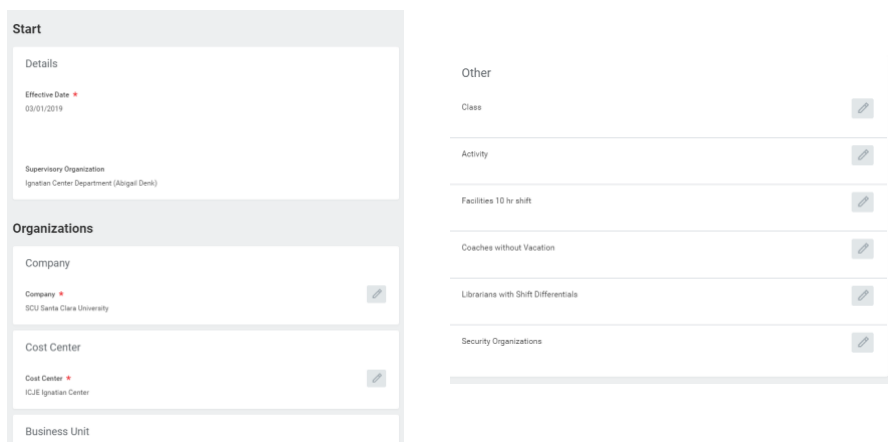 Start
Details
Effective Date *
03/01/2019
Supervisory Organization
Ignatian Center Department (Abigail Denk)
Organizations
Company
Company *
SCU Santa Clara University
Cost Center
Cost Center *
ICJE Ignatian Center
Business Unit
Other
Class
Activity
Facilities 10 hr shift
Coaches without Vacation
Librarians with Shift Differentials
Security Organizations